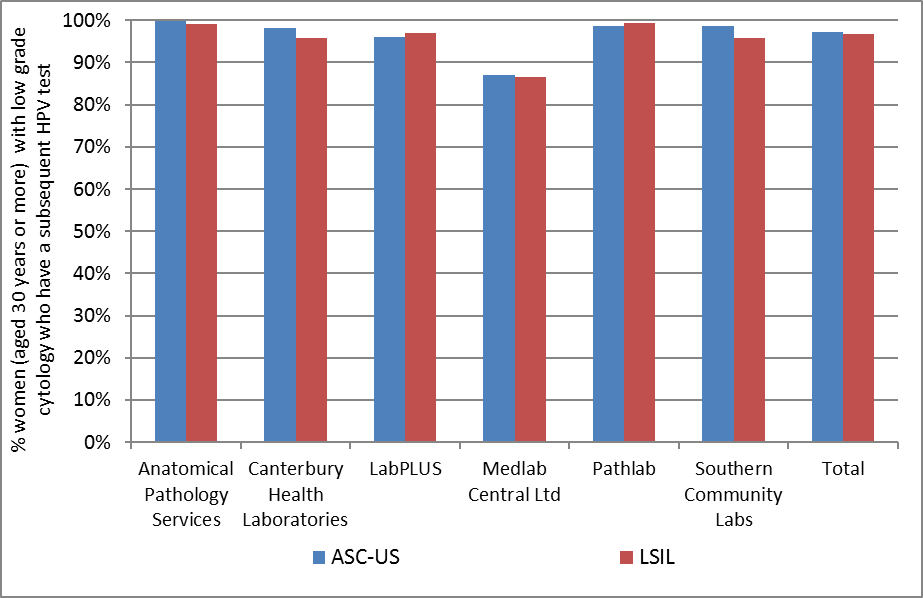 % women (aged 30 years or more)  with low grade
cytology who have a subsequent HPV test
100%
90%
80%
70%
60%
50%
40%
30%
20%
10%
0%
Anatomical
Pathology
Services
Canterbury
Health
Laboratories
LabPLUS
Medlab
Central Ltd
Pathlab
Southern
Community
Labs
Total
ASC-US
LSIL